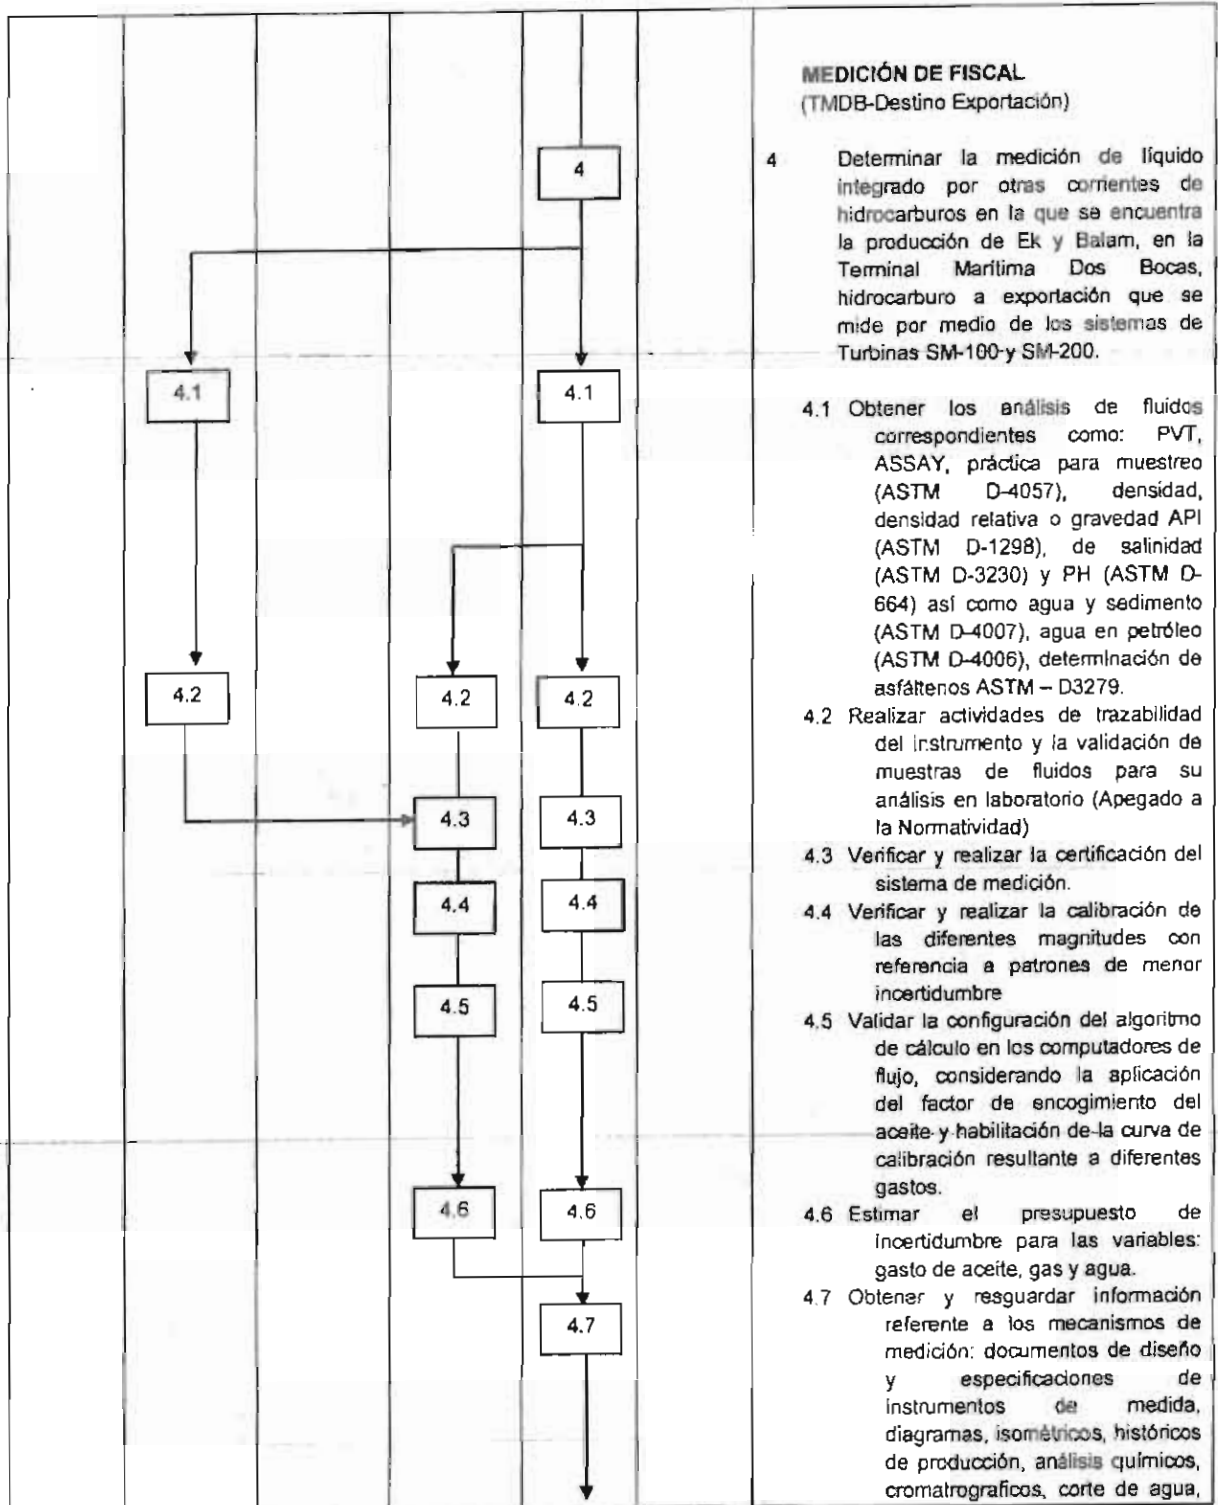 MEDICIÓN DE FISCAL
(TMDB-Destino Exportación)
4
4 Determinar la medición de líquido
integrado por otras corrientes de
hidrocarburos en la que se encuentra
la producción de Ek y Balam, en la
Terminal Marítima Dos Bocas,
hidrocarburo a exportación que se
mide por medio de los sistemas de
Turbinas SM-100 y SM-200.
4.1 4.1
4.1 Obtener los análisis de fluidos
correspondientes como: PVT,
ASSAY, práctica para muestreo
(ASTM D-4057), densidad,
densidad relativa o gravedad API
(ASTM D-1298), de salinidad
(ASTM D-3230) y PH (ASTM D-
664) así como agua y sedimento
(ASTM D-4007), agua en petróleo
(ASTM D-4006), determinación de
asfáltenos ASTM – D3279.
4.2 4.2 4.2
4.2 Realizar actividades de trazabilidad
del instrumento y la validación de
muestras de fluidos para su
análisis en laboratorio (Apegado a
la Normatividad)
4.3 4.3
4.3 Verificar y realizar la certificación del
sistema de medición.
4.4 4.4
4.4 Verificar y realizar la calibración de
las diferentes magnitudes con
referencia a patrones de menor
incertidumbre
4.5 4.5
4.5 Validar la configuración del algoritmo
de cálculo en los computadores de
flujo, considerando la aplicación
del factor de encogimiento del
aceite y habilitación de la curva de
calibración resultante a diferentes
gastos.
4.6 4.6
4.6 Estimar el presupuesto de
incertidumbre para las variables:
gasto de aceite, gas y agua.
4.7
4.7 Obtener y resguardar información
referente a los mecanismos de
medición: documentos de diseño
y especificaciones de
instrumentos de medida,
diagramas, isométricos, históricos
de producción, análisis químicos,
cromatrograficos, corte de agua,